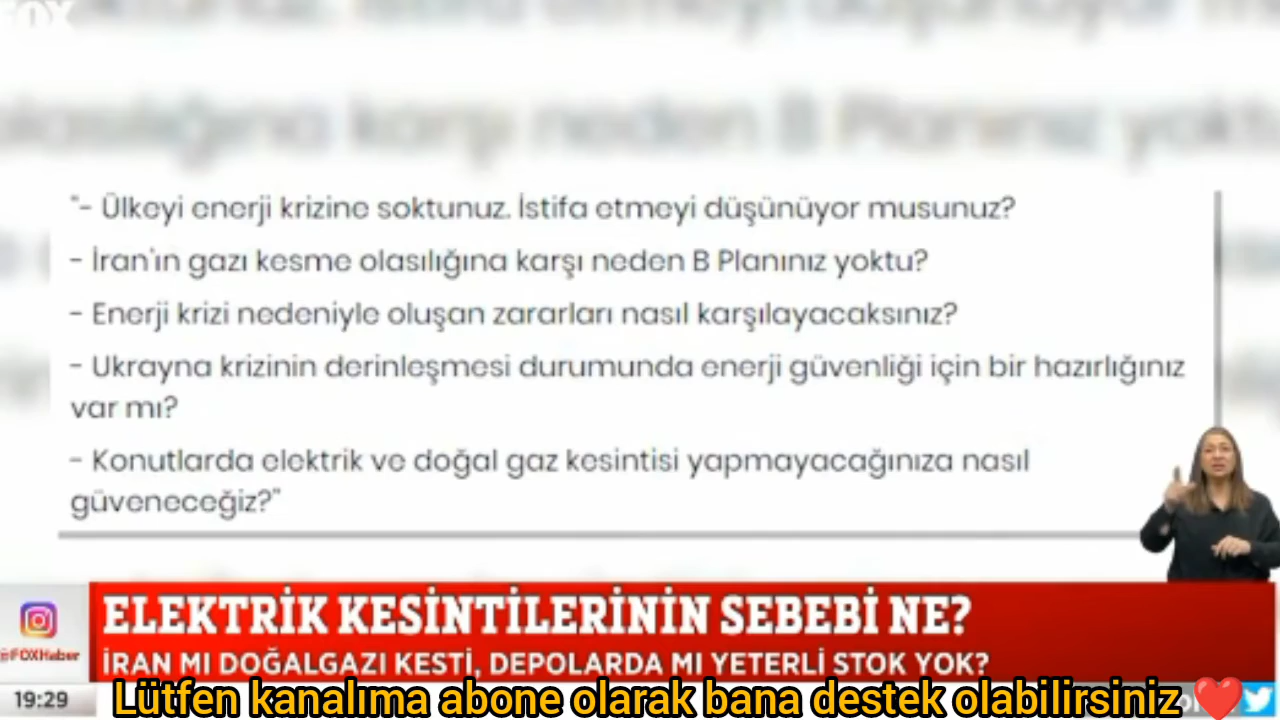 FOX
"- Ülkeyi enerji krizine soktunuz. İstifa etmeyi düşünüyor musunuz?
- İran'ın gazı kesme olasılığına karşı neden B Planınız yoktu?
- Enerji krizi nedeniyle oluşan zararları nasıl karşılayacaksınız?
- Ukrayna krizinin derinleşmesi durumunda enerji güvenliği için bir hazırlığınız
var mı?
- Konutlarda elektrik ve doğal gaz kesintisi yapmayacağınıza nasıl
güveneceğiz?"
ELEKTRİK KESİNTİLERİNİN SEBEBİ NE?
@FOXHaber
İRAN MI DOĞALGAZI KESTİ, DEPOLARDA MI YETERLİ STOK YOK?
19:29
Lütfen kanalıma abone olarak bana destek olabilirsiniz ❤️